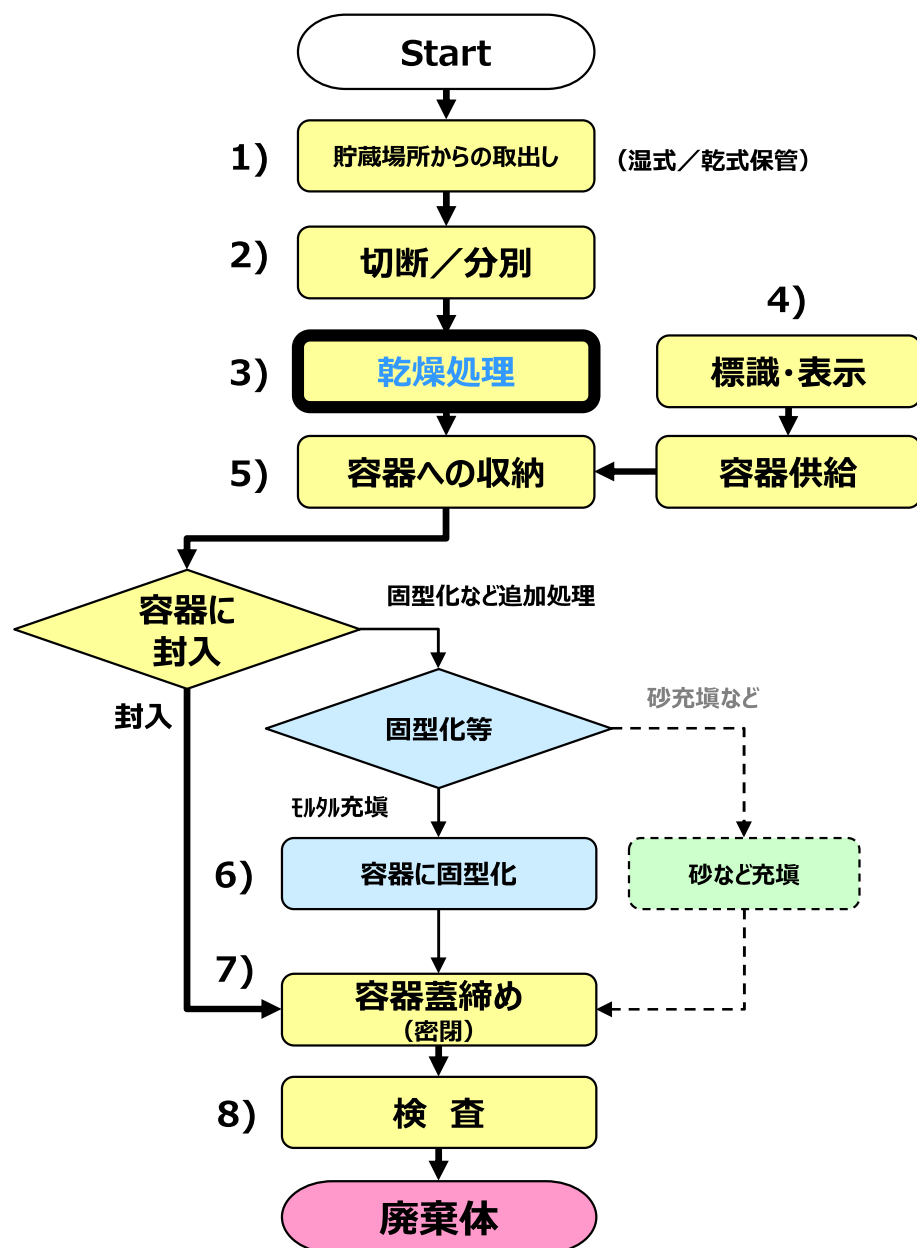 Start
1)
貯蔵場所からの取出し
（湿式／乾式保管）
2)
切断／分別
3)
乾燥処理
4)
標識・表示
5)
容器への収納
容器供給
容器に
封入
固型化など追加処理
封入
固型化等
砂充填など
ﾓﾙﾀﾙ充填
6)
容器に固型化
砂など充填
7)
容器蓋締め
（密閉）
8)
検 査
廃棄体